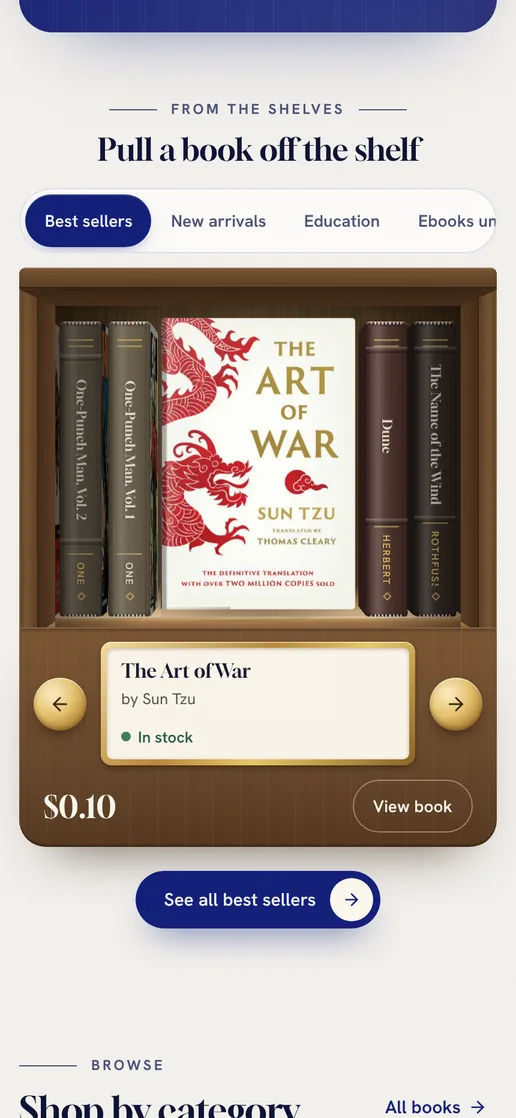 FROM THE SHELVES
Pull a book off the shelf
Best sellers
New arrivals
Education
Ebooks un
One-Punch Man, Vol. 2
ONE
One-Punch Man, Vol. 1
ONE
THE
ART
OF
WAR
SUN TZU
TRANSLATED BY
THOMAS CLEARY
THE DEFINITIVE TRANSLATION
WITH OVER TWO MILLION COPIES SOLD
Dune
HERBERT
The Name of the Wind
ROTHFUSS
The Art of War
by Sun Tzu
In stock
$0.10
View book
See all best sellers
BROWSE
Shop by category
All books